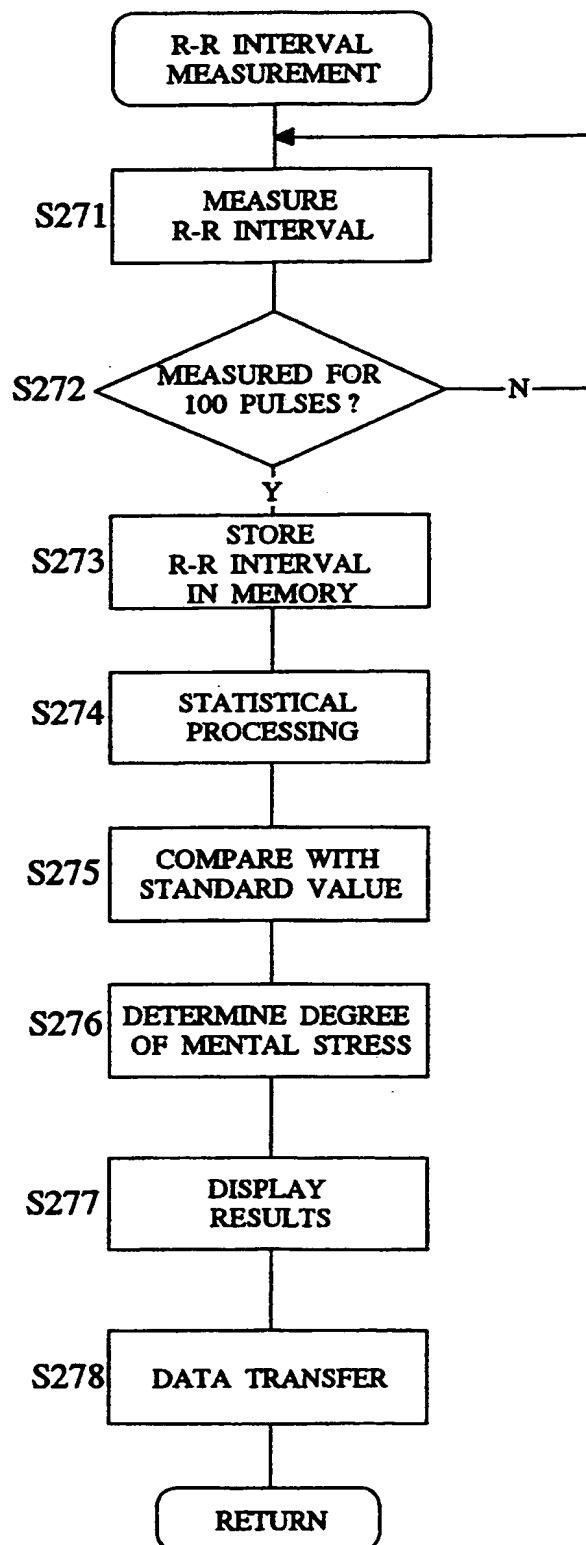 R-R INTERVAL
MEASUREMENT
S271
MEASURE
R-R INTERVAL
S272
MEASURED FOR
100 PULSES ?
N
Y
S273
STORE
R-R INTERVAL
IN MEMORY
S274
STATISTICAL
PROCESSING
S275
COMPARE WITH
STANDARD VALUE
S276
DETERMINE DEGREE
OF MENTAL STRESS
S277
DISPLAY
RESULTS
S278
DATA TRANSFER
RETURN